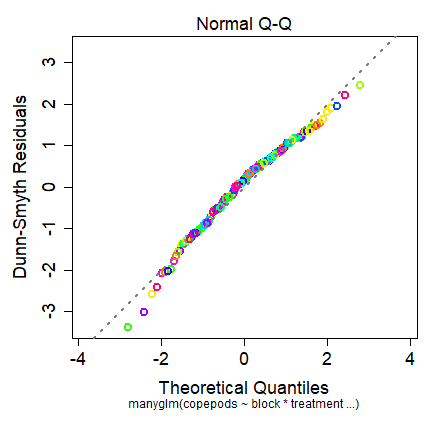 Normal Q-Q
Dunn-Smyth Residuals
3
2
1
0
-1
-2
-3
-4 -2 0 2 4
Theoretical Quantiles
manyglm(copepods ~ block * treatment ...)